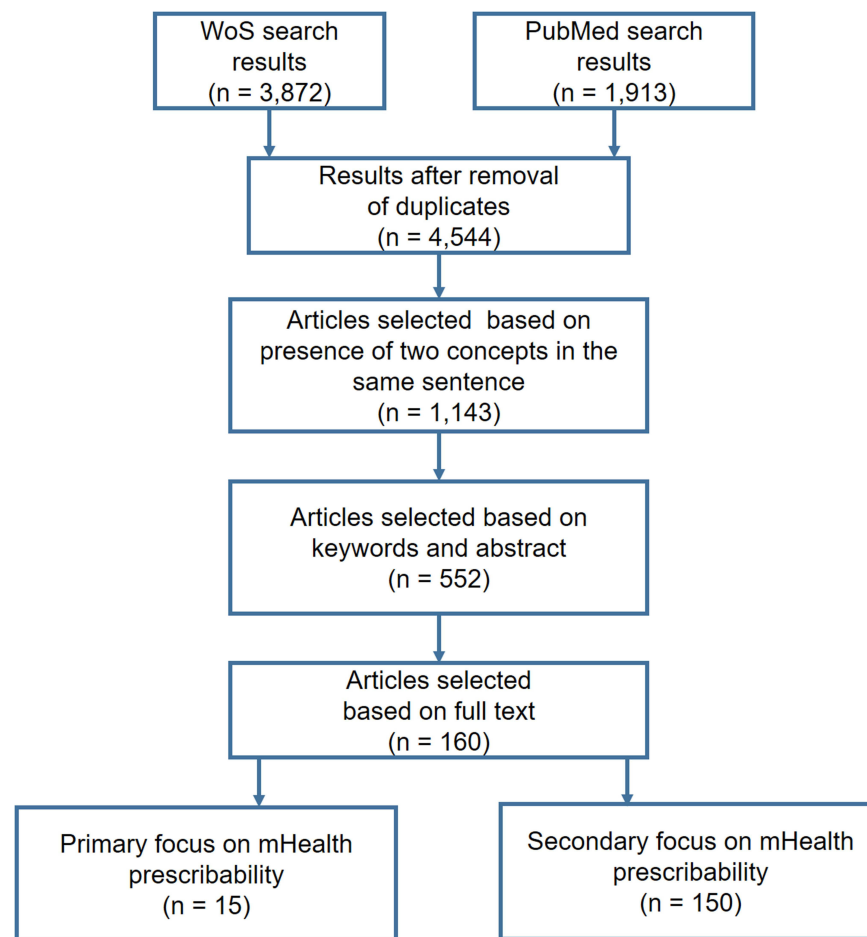 WoS search
results
(n = 3,872)
PubMed search
results
(n = 1,913)
Results after removal
of duplicates
(n = 4,544)
Articles selected  based on
presence of two concepts in the
same sentence
(n = 1,143)
Articles selected based on
keywords and abstract
(n = 552)
Articles selected
based on full text
(n = 160)
Primary focus on mHealth
prescribability
(n = 15)
Secondary focus on mHealth
prescribability
(n = 150)